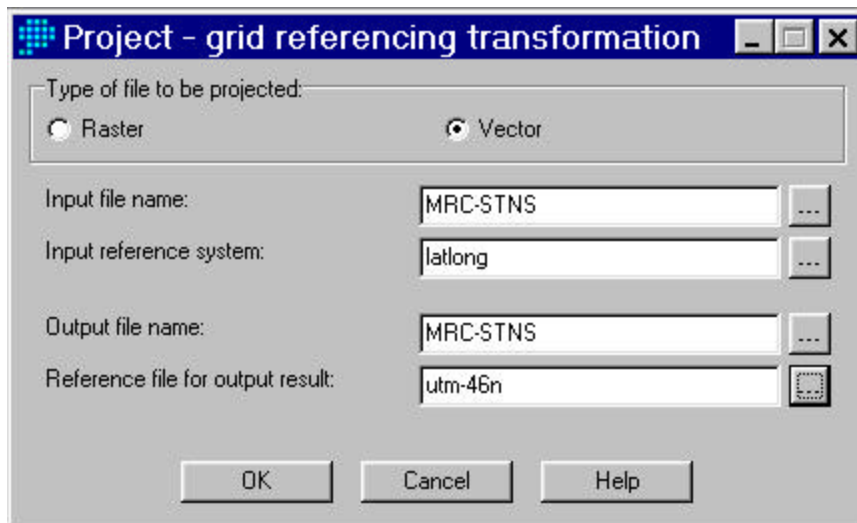 Project - grid referencing transformation
Type of file to be projected:
Raster Vector
Input file name: MRC-STNS ...
Input reference system: latlong ...
Output file name: MRC-STNS ...
Reference file for output result: utm-46n ...
OK Cancel Help